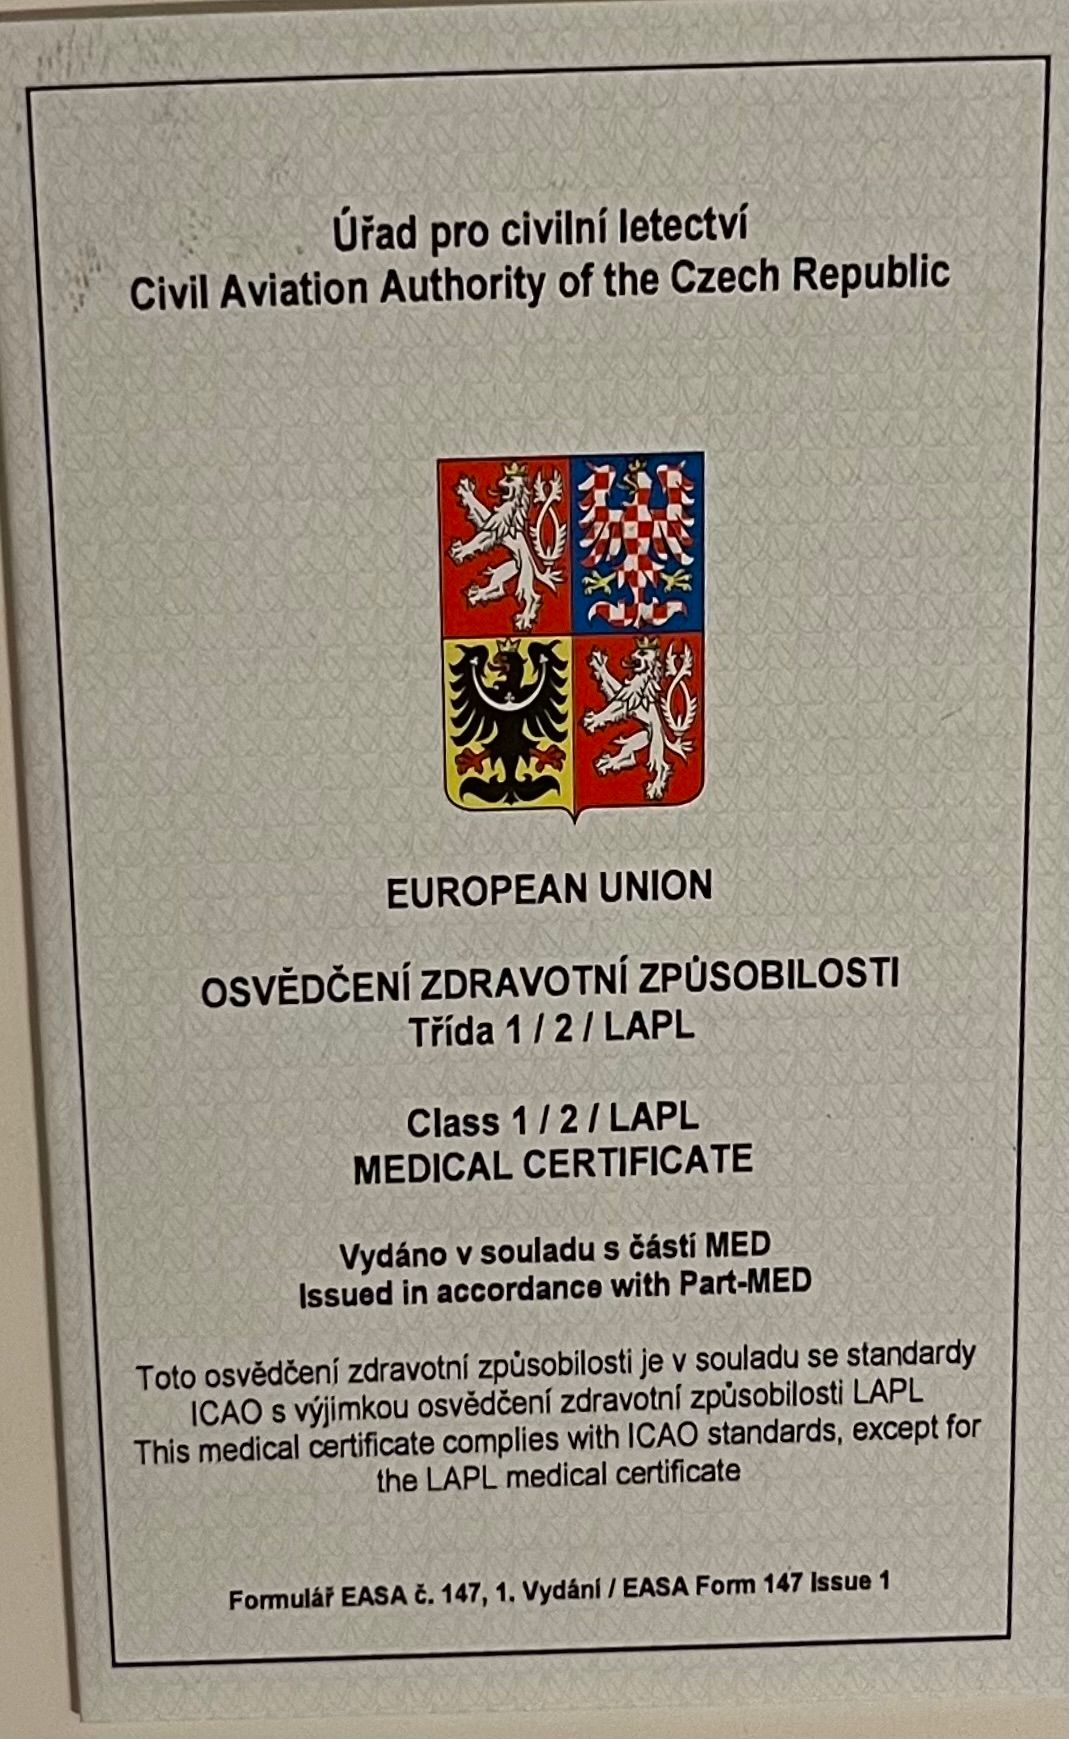 Úřad pro civilní letectví
Civil Aviation Authority of the Czech Republic
EUROPEAN UNION
OSVĚDČENÍ ZDRAVOTNÍ ZPŮSOBILOSTI
Třída 1 / 2 / LAPL
Class 1 / 2 / LAPL
MEDICAL CERTIFICATE
Vydáno v souladu s částí MED
Issued in accordance with Part-MED
Toto osvědčení zdravotní způsobilosti je v souladu se standardy
ICAO s výjimkou osvědčení zdravotní způsobilosti LAPL
This medical certificate complies with ICAO standards, except for
the LAPL medical certificate
Formulář EASA č. 147, 1. Vydání / EASA Form 147 Issue 1